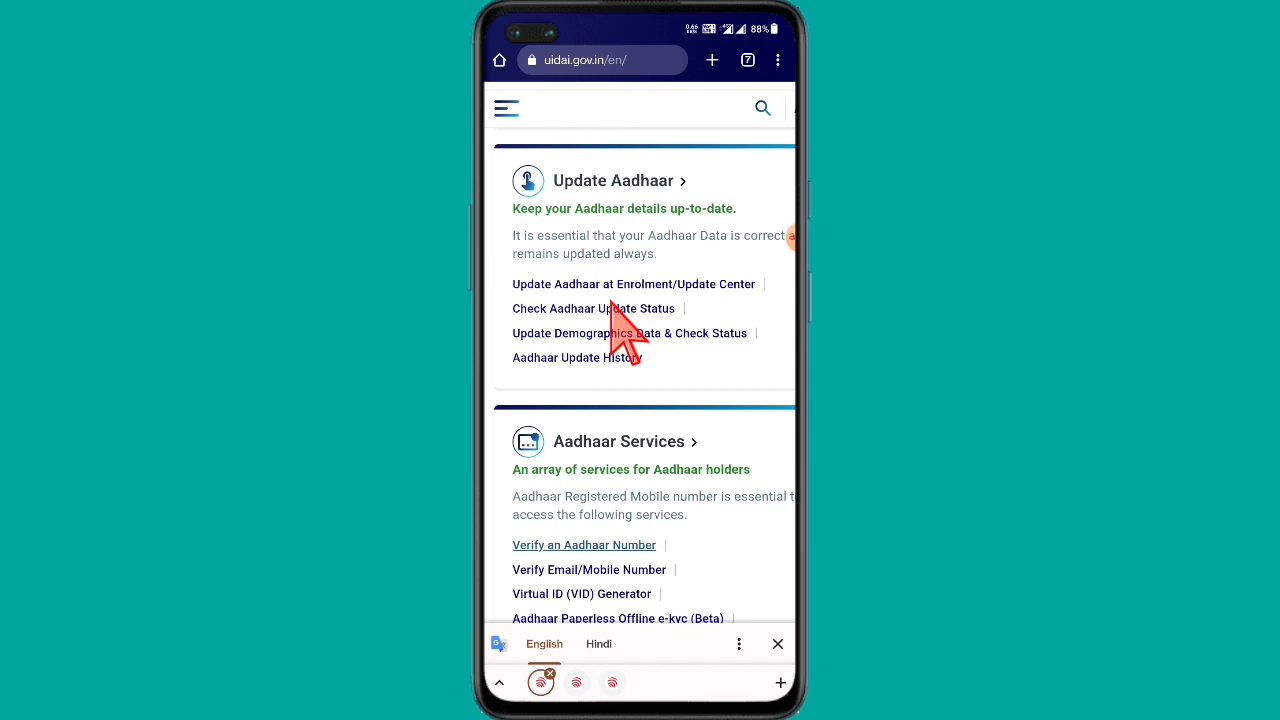 88%
uidai.gov.in/en/
7
Update Aadhaar
Keep your Aadhaar details up-to-date.
It is essential that your Aadhaar Data is correct
remains updated always.
Update Aadhaar at Enrolment/Update Center
Check Aadhaar Update Status
Update Demographics Data & Check Status
Aadhaar Update History
Aadhaar Services
An array of services for Aadhaar holders
Aadhaar Registered Mobile number is essential
access the following services.
Verify an Aadhaar Number
Verify Email/Mobile Number
Virtual ID (VID) Generator
Aadhaar Paperless Offline e-kyc (Beta)
English Hindi